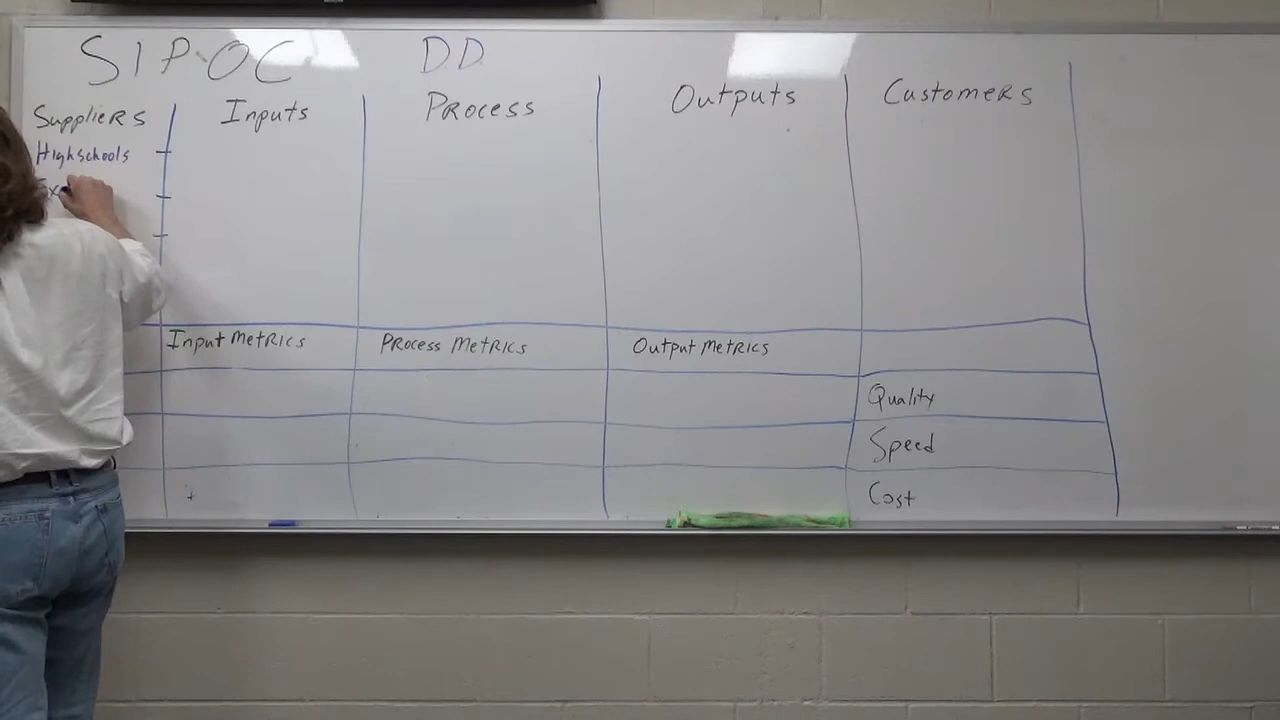 SIPOC DD
Suppliers Inputs Process Outputs Customers
Highschools
Input Metrics Process Metrics Output Metrics
Quality
Speed
Cost